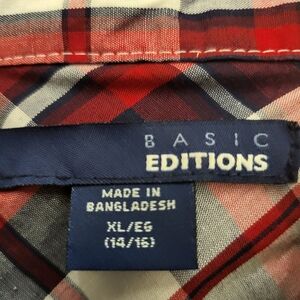 BASIC
EDITIONS
MADE IN
BANGLADESH
XL/EG
(14/16)